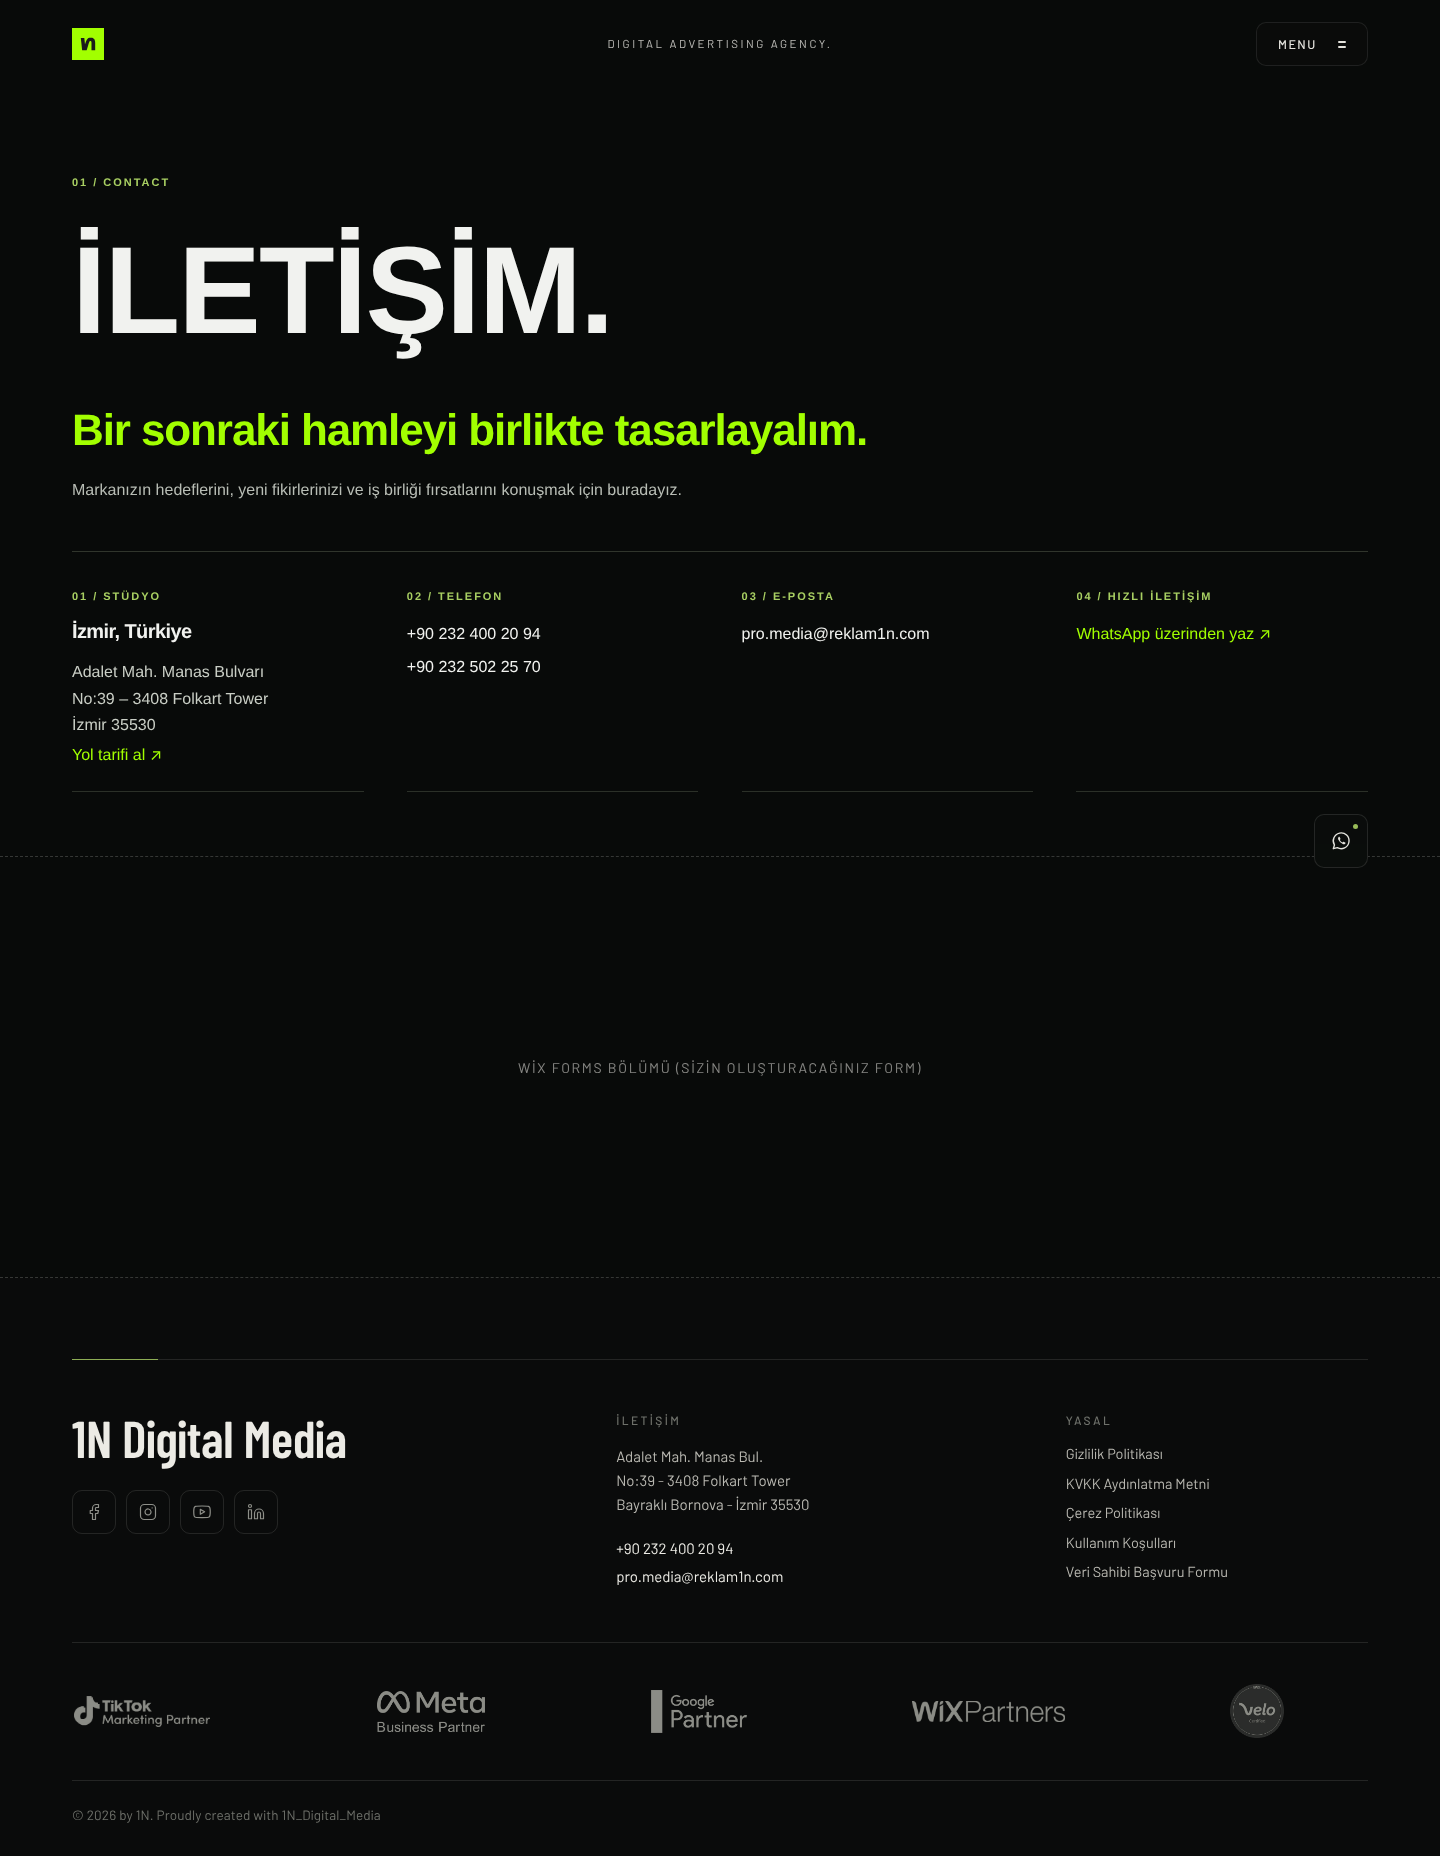 n
DIGITAL ADVERTISING AGENCY.
MENU
01 / CONTACT
İLETİŞİM.
Bir sonraki hamleyi birlikte tasarlayalım.
Markanızın hedeflerini, yeni fikirlerinizi ve iş birliği fırsatlarını konuşmak için buradayız.
01 / STÜDYO
İzmir, Türkiye
Adalet Mah. Manas Bulvarı
No:39 – 3408 Folkart Tower
İzmir 35530
Yol tarifi al ↗
02 / TELEFON
+90 232 400 20 94
+90 232 502 25 70
03 / E-POSTA
pro.media@reklam1n.com
04 / HIZLI İLETİŞİM
WhatsApp üzerinden yaz ↗
WİX FORMS BÖLÜMÜ (SİZİN OLUŞTURACAĞINIZ FORM)
1N Digital Media
İLETİŞİM
Adalet Mah. Manas Bul.
No:39 - 3408 Folkart Tower
Bayraklı Bornova - İzmir 35530
+90 232 400 20 94
pro.media@reklam1n.com
YASAL
Gizlilik Politikası
KVKK Aydınlatma Metni
Çerez Politikası
Kullanım Koşulları
Veri Sahibi Başvuru Formu
TikTok
Marketing Partner
Meta
Business Partner
Google
Partner
WiXPartners
velo
© 2026 by 1N. Proudly created with 1N_Digital_Media